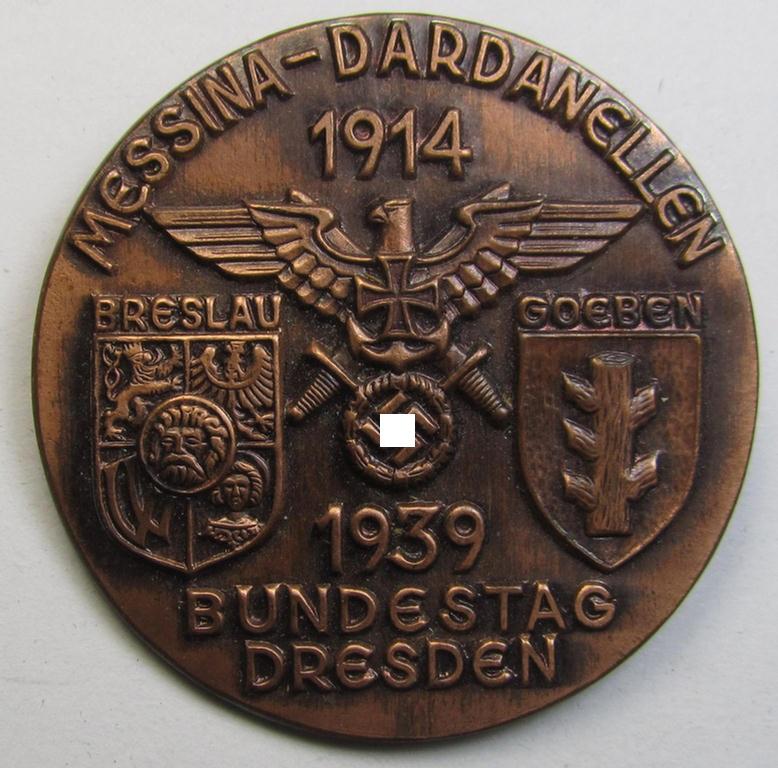 MESSINA-DARDANELLEN
1914
BRESLAU
GOEBEN
1939
BUNDESTAG
DRESDEN